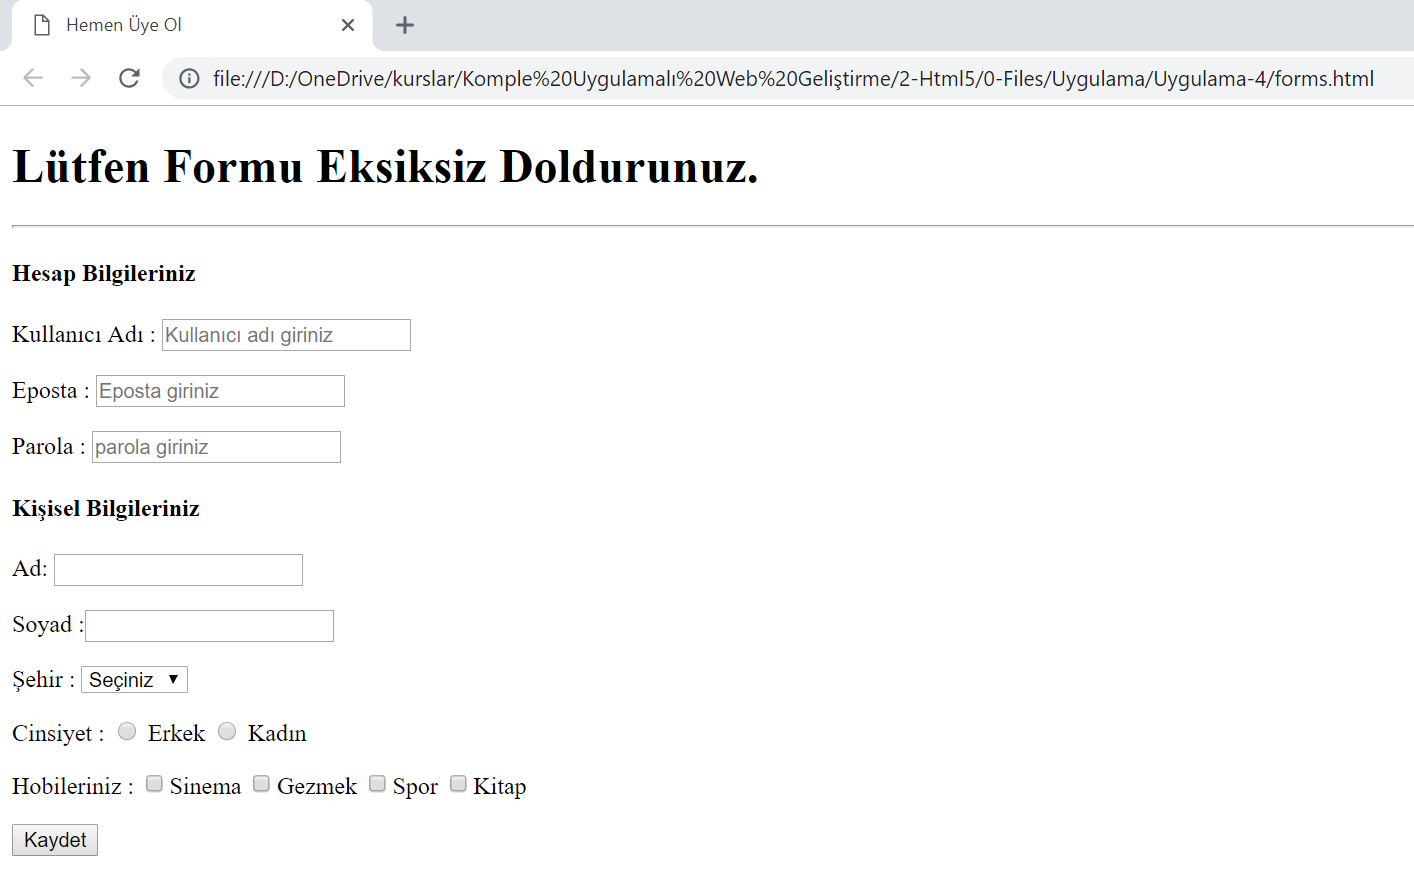 Hemen Üye Ol
file:///D:/OneDrive/kurslar/Komple%20Uygulamalı%20Web%20Geliştirme/2-Html5/0-Files/Uygulama/Uygulama-4/forms.html
Lütfen Formu Eksiksiz Doldurunuz.
Hesap Bilgileriniz
Kullanıcı Adı : Kullanıcı adı giriniz
Eposta : Eposta giriniz
Parola : parola giriniz
Kişisel Bilgileriniz
Ad:
Soyad :
Şehir : Seçiniz
Cinsiyet : Erkek Kadın
Hobileriniz : Sinema Gezmek Spor Kitap
Kaydet